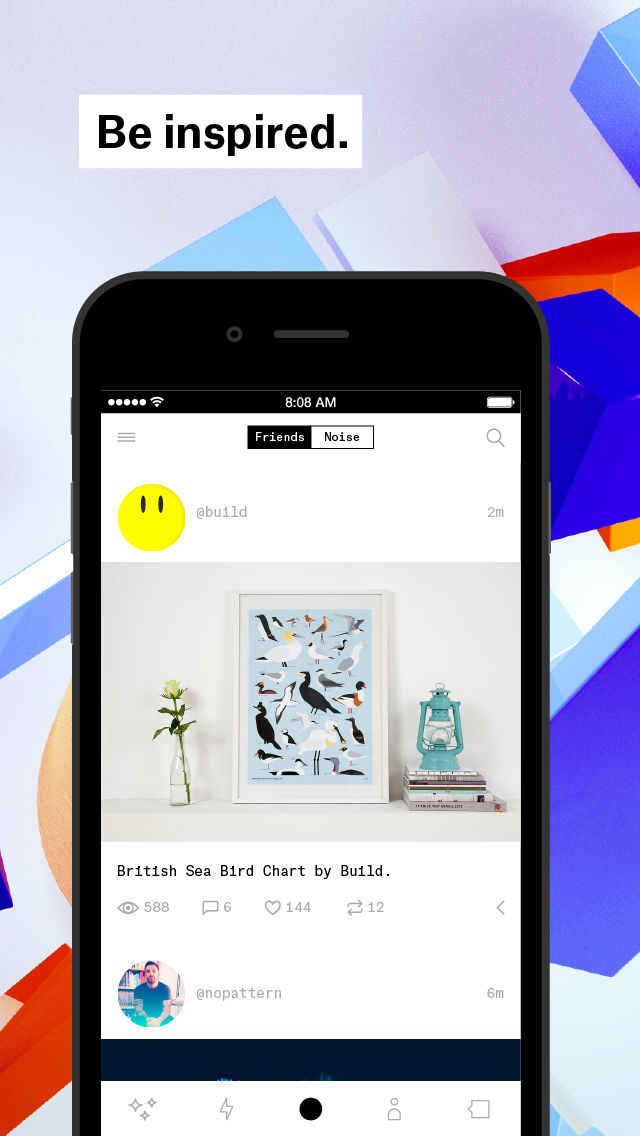 Be inspired.
8:08 AM
Friends Noise
@build 2m
British Sea Bird Chart by Build.
588 6 144 12
@nopattern 6m